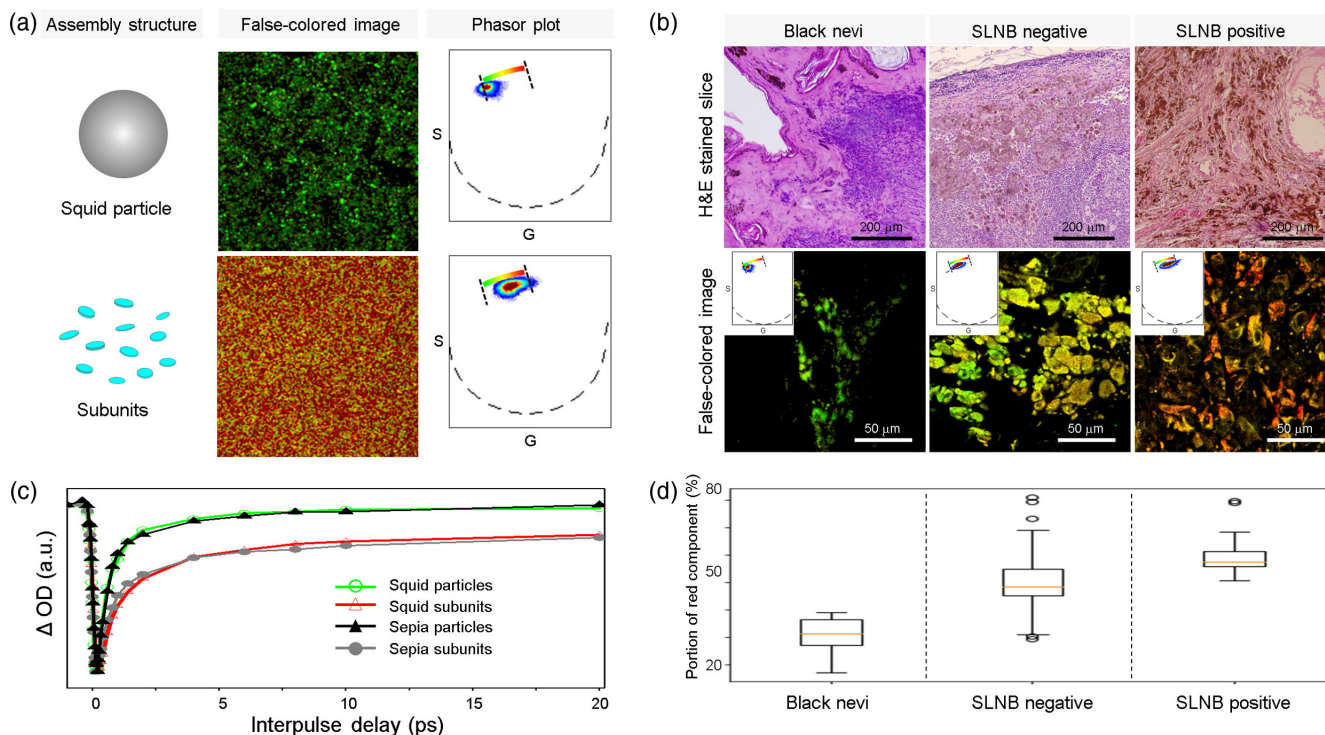 (a)
Assembly structure
False-colored image
Phasor plot
Squid particle
S
G
Subunits
S
G
(b)
Black nevi
SLNB negative
SLNB positive
H&E stained slice
200 μm
200 μm
200 μm
False-colored image
S
G
50 μm
S
G
50 μm
S
G
50 μm
(c)
Δ OD (a.u.)
Squid particles
Squid subunits
Sepia particles
Sepia subunits
0
5
10
15
20
Interpulse delay (ps)
(d)
Portion of red component (%)
80
50
20
Black nevi
SLNB negative
SLNB positive